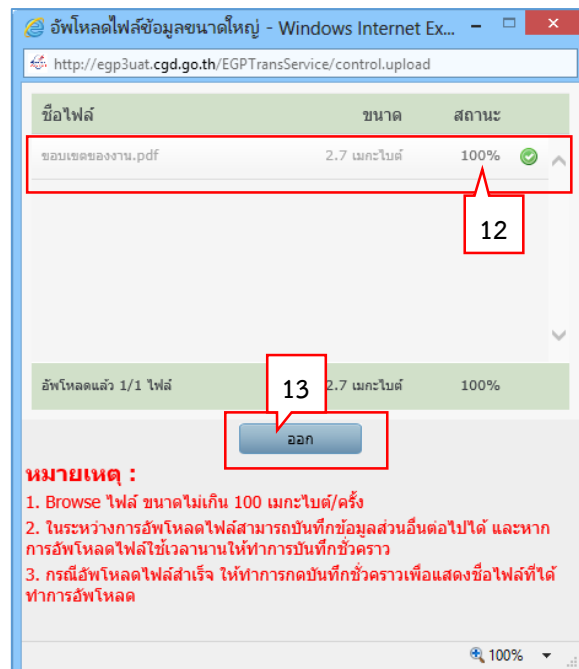 อัพโหลดไฟล์ข้อมูลขนาดใหญ่ - Windows Internet Ex...
http://egp3uat.cgd.go.th/EGPTransService/control.upload
ชื่อไฟล์ ขนาด สถานะ
ขอบเขตของงาน.pdf 2.7 เมกะไบต์ 100%
12
อัพโหลดแล้ว 1/1 ไฟล์ 2.7 เมกะไบต์ 100%
13
ออก
หมายเหตุ :
1. Browse ไฟล์ ขนาดไม่เกิน 100 เมกะไบต์/ครั้ง
2. ในระหว่างการอัพโหลดไฟล์สามารถบันทึกข้อมูลส่วนอื่นต่อไปได้ และหาก
การอัพโหลดไฟล์ใช้เวลานานให้ทำการบันทึกชั่วคราว
3. กรณีอัพโหลดไฟล์สำเร็จ ให้ทำการกดบันทึกชั่วคราวเพื่อแสดงชื่อไฟล์ที่ได้
ทำการอัพโหลด
100%